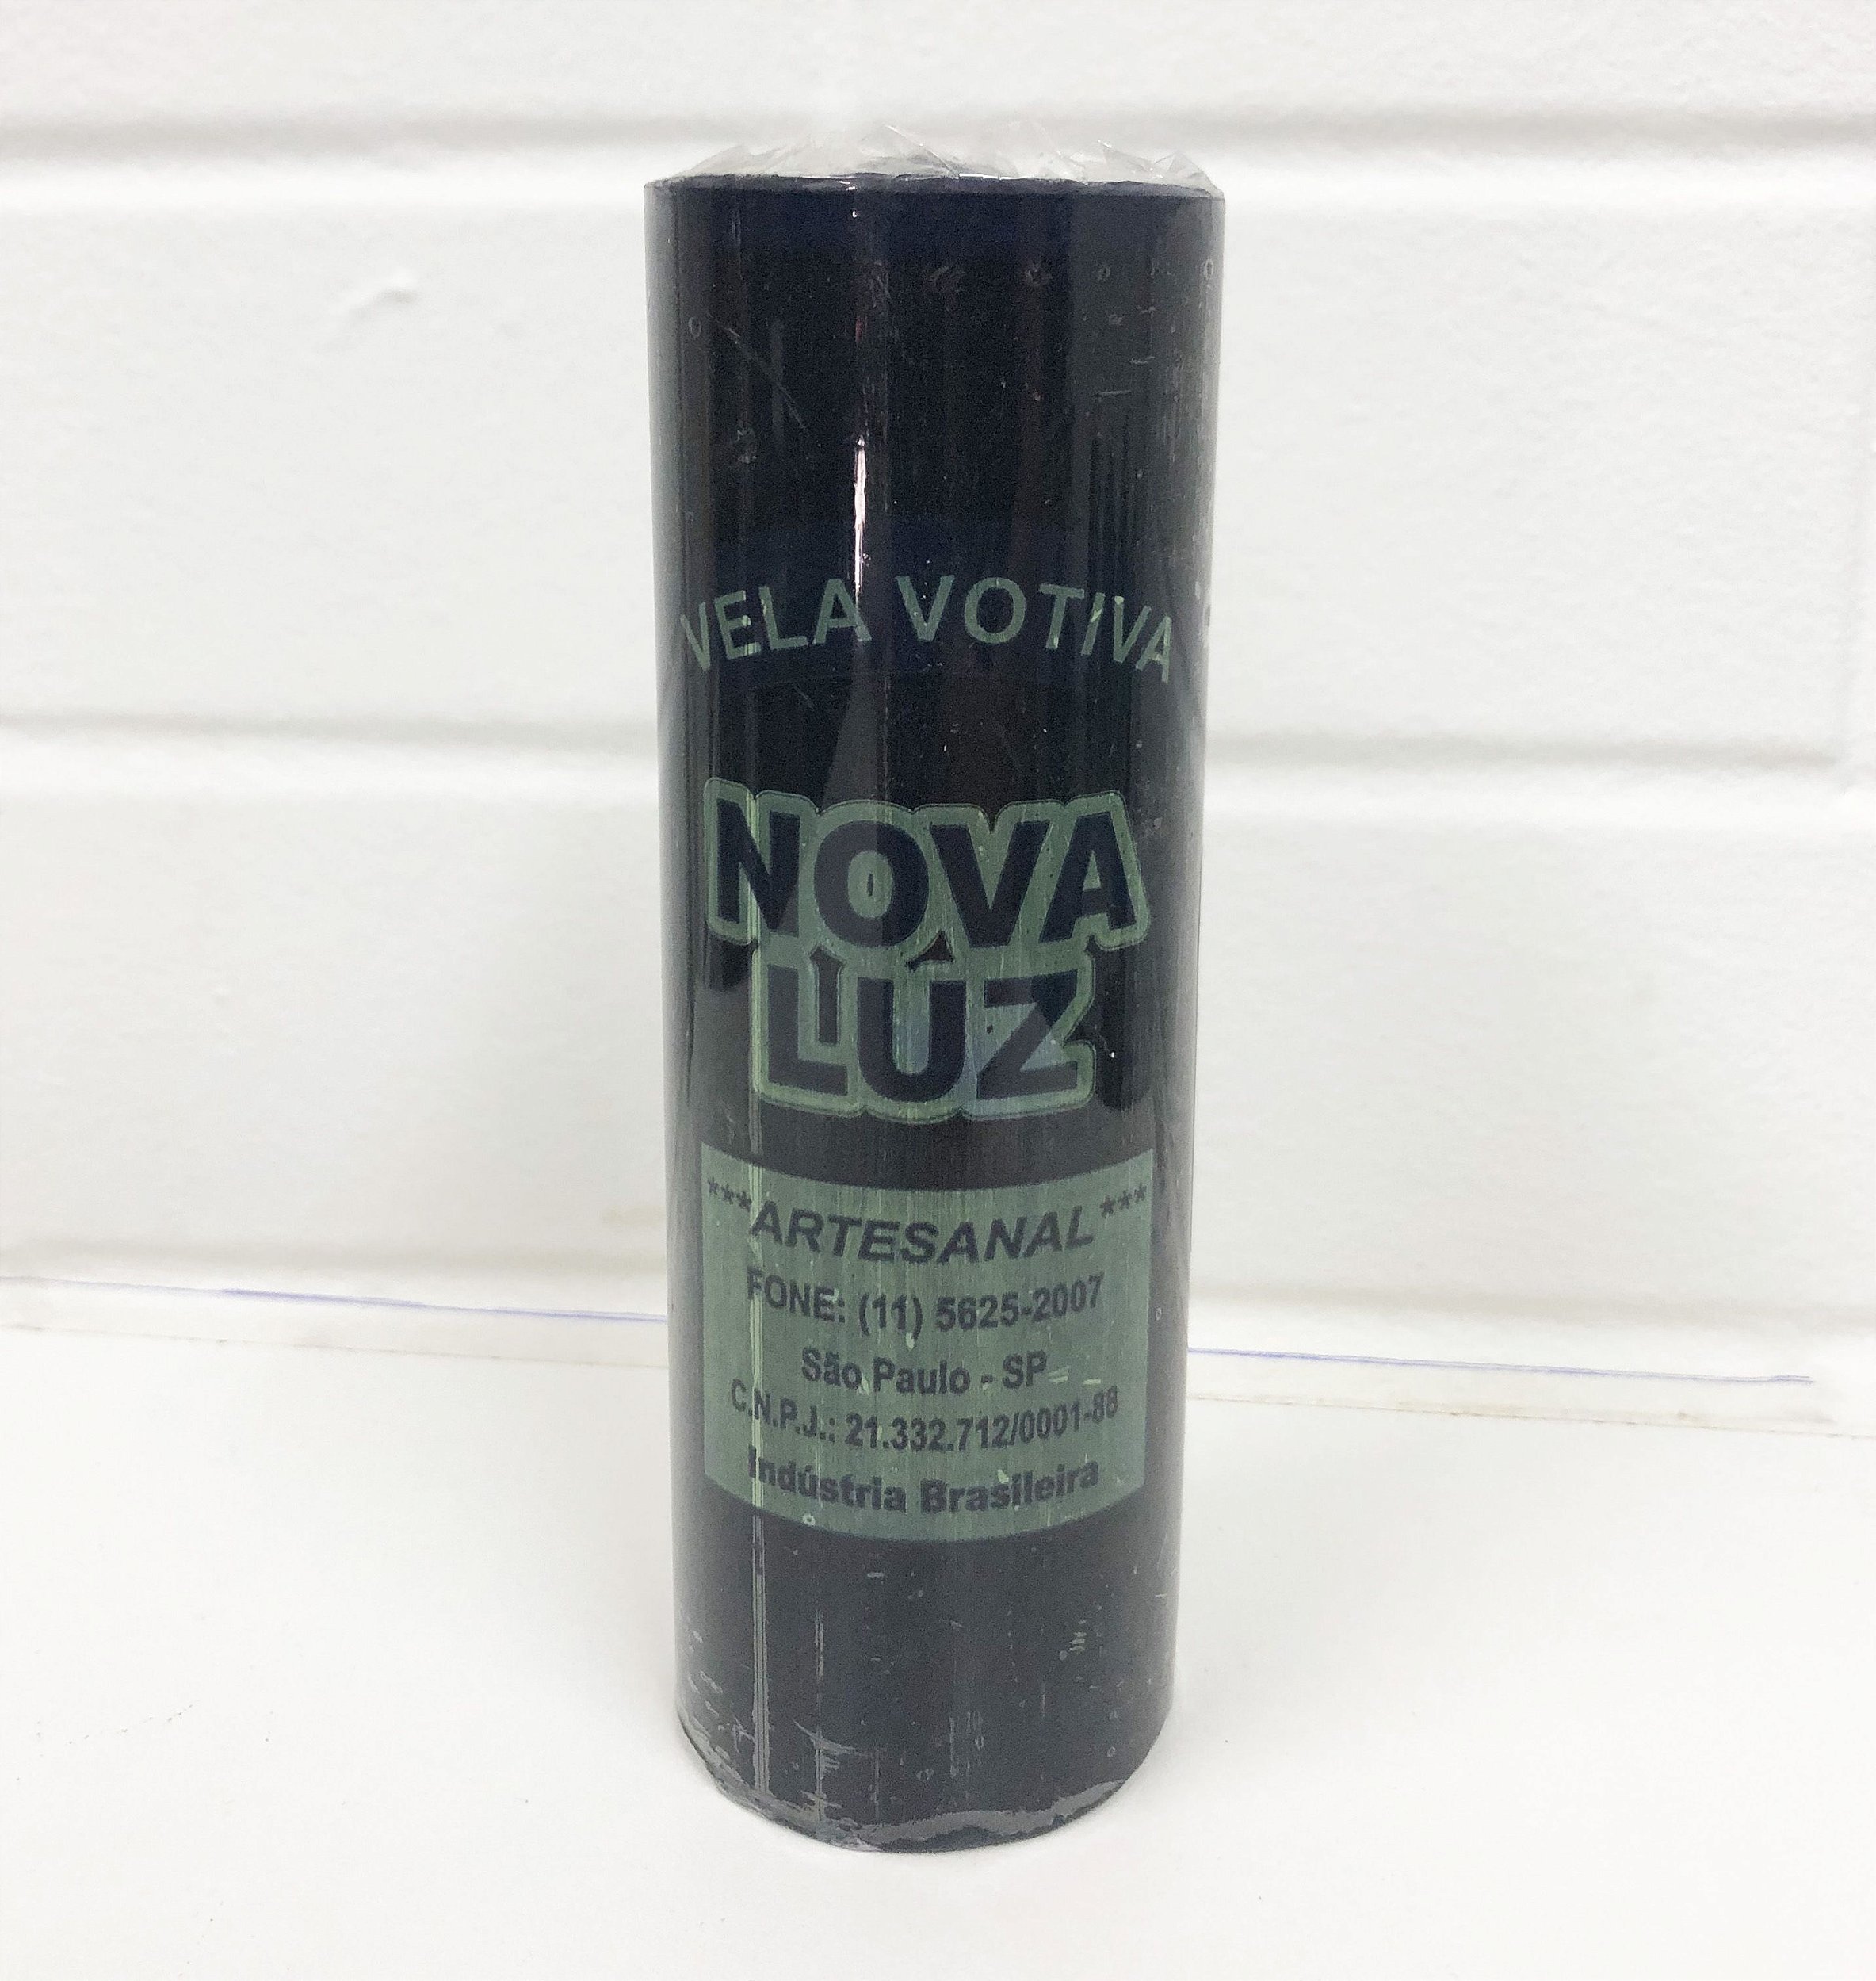 VELA VOTIVA
NOVA
LÚZ
***ARTESANAL***
FONE: (11) 5625-2007
São Paulo - SP
C.N.P.J.: 21.332.712/0001-88
Indústria Brasileira